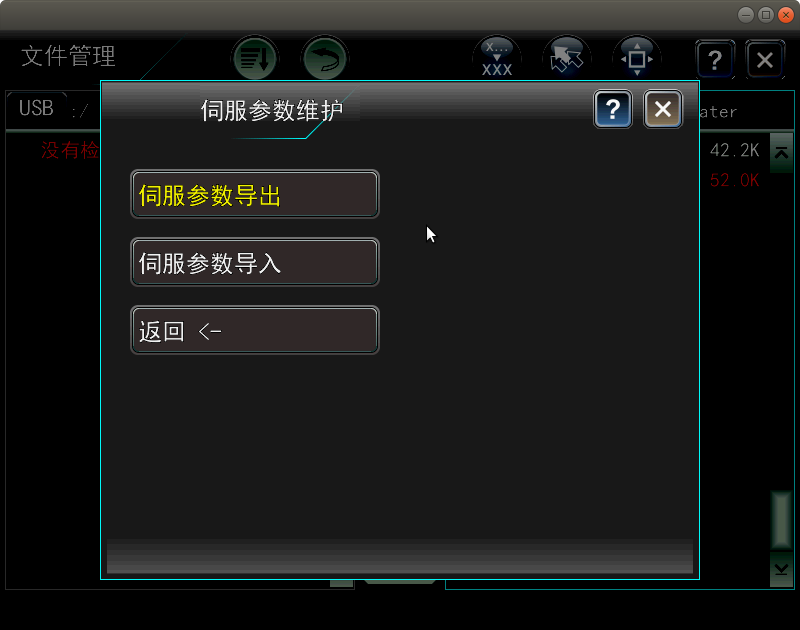 文件管理
X...
XXX
?
USB :/
ater
没有检
42.2K
52.0K
伺服参数维护
?
伺服参数导出
伺服参数导入
返回 <-